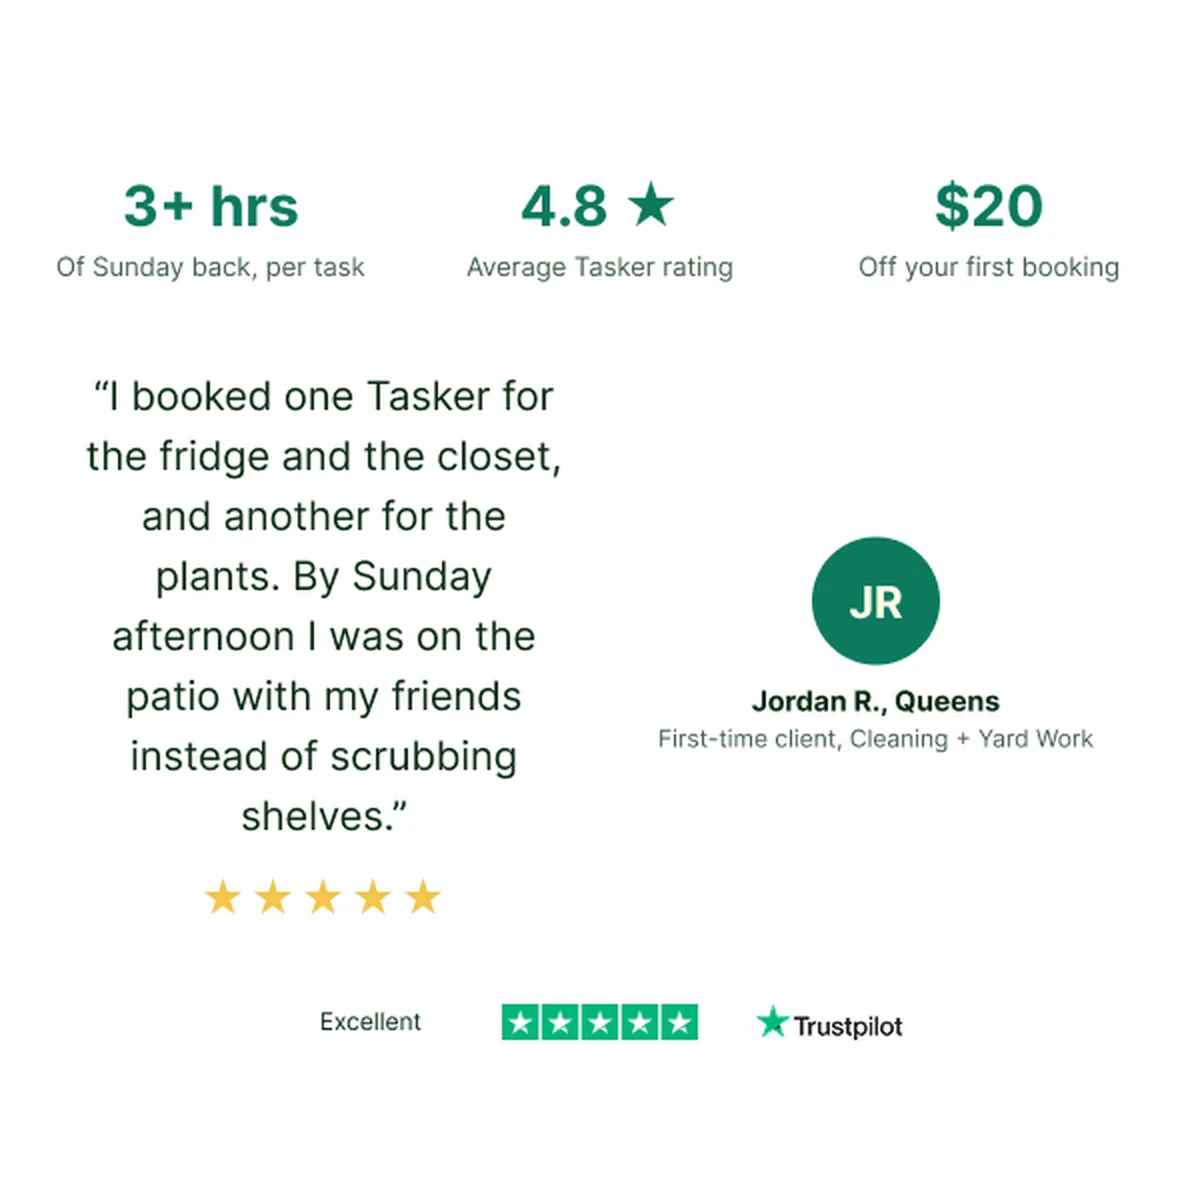 3+ hrs
Of Sunday back, per task
4.8 ★
Average Tasker rating
$20
Off your first booking
“I booked one Tasker for
the fridge and the closet,
and another for the
plants. By Sunday
afternoon I was on the
patio with my friends
instead of scrubbing
shelves.”
★★★★★
JR
Jordan R., Queens
First-time client, Cleaning + Yard Work
Excellent
Trustpilot